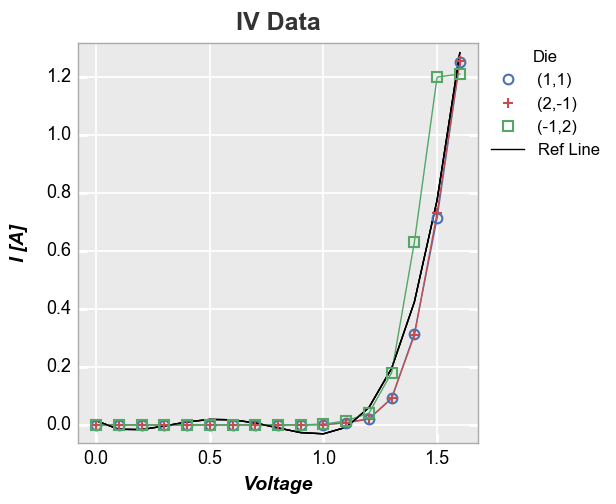 IV Data
Die
(1,1)
(2,-1)
(-1,2)
Ref Line
1.2
1.0
0.8
0.6
0.4
0.2
0.0
I [A]
0.0 0.5 1.0 1.5
Voltage